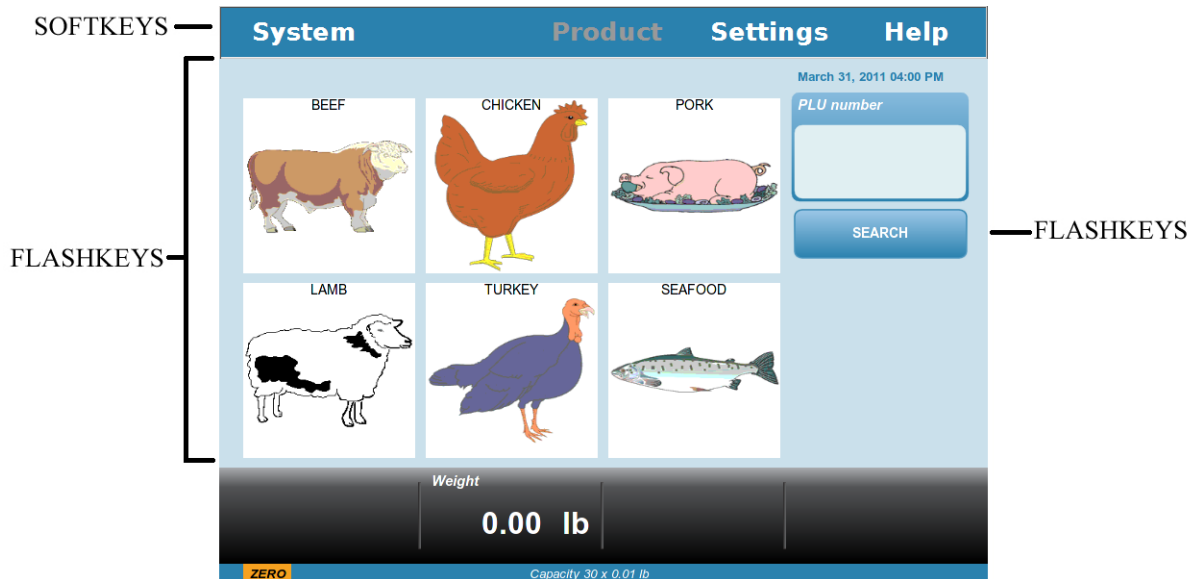 SOFTKEYS
System Product Settings Help
March 31, 2011 04:00 PM
BEEF CHICKEN PORK
PLU number
SEARCH
FLASHKEYS
FLASHKEYS
LAMB TURKEY SEAFOOD
Weight
0.00 lb
ZERO
Capacity 30 x 0.01 lb